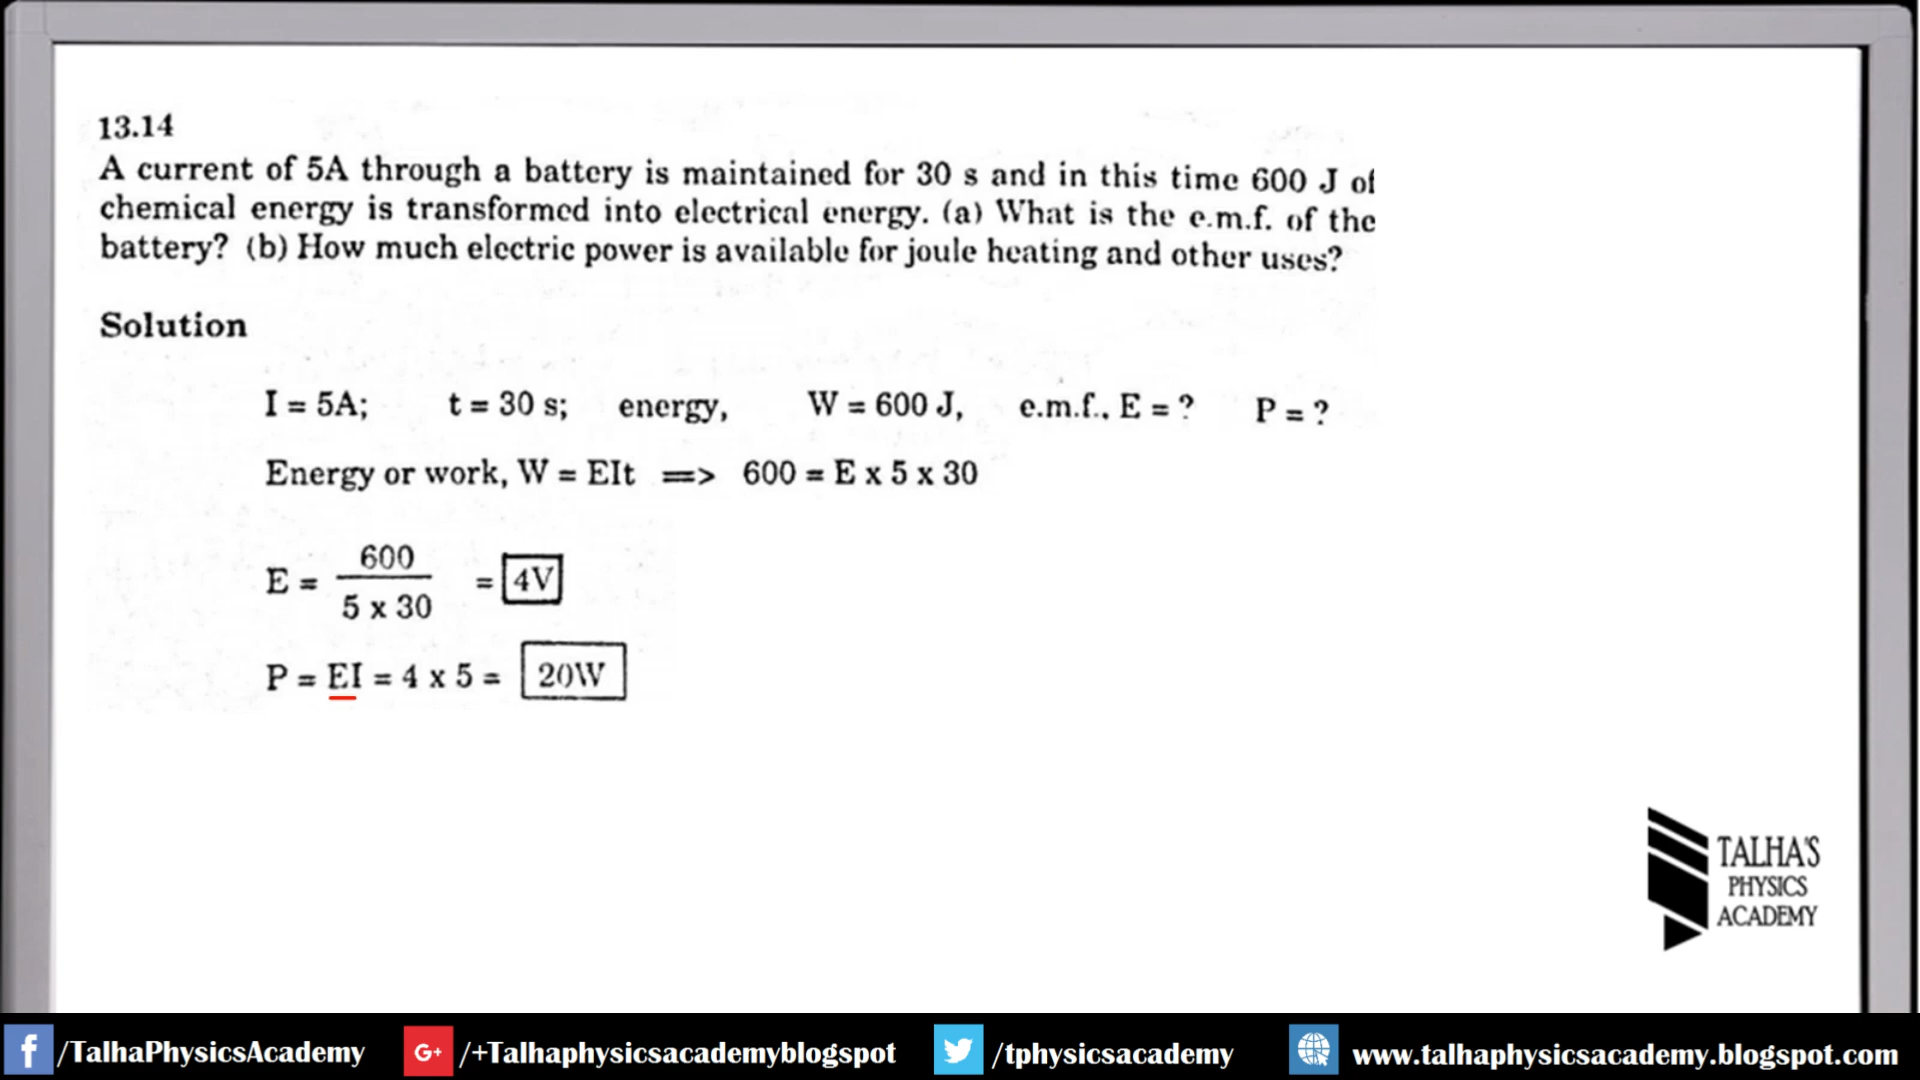 13.14
A current of 5A through a battery is maintained for 30 s and in this time 600 J of
chemical energy is transformed into electrical energy. (a) What is the e.m.f. of the
battery? (b) How much electric power is available for joule heating and other uses?
Solution
I = 5A; t = 30 s; energy, W = 600 J, e.m.f., E = ? P = ?
Energy or work, W = EIt ==> 600 = E x 5 x 30
E = 600 / 5 x 30 = 4V
P = EI = 4 x 5 = 20W
TALHA'S
PHYSICS
ACADEMY
f /TalhaPhysicsAcademy G+ /+Talhaphysicsacademyblogspot /tphysicsacademy www.talhaphysicsacademy.blogspot.com